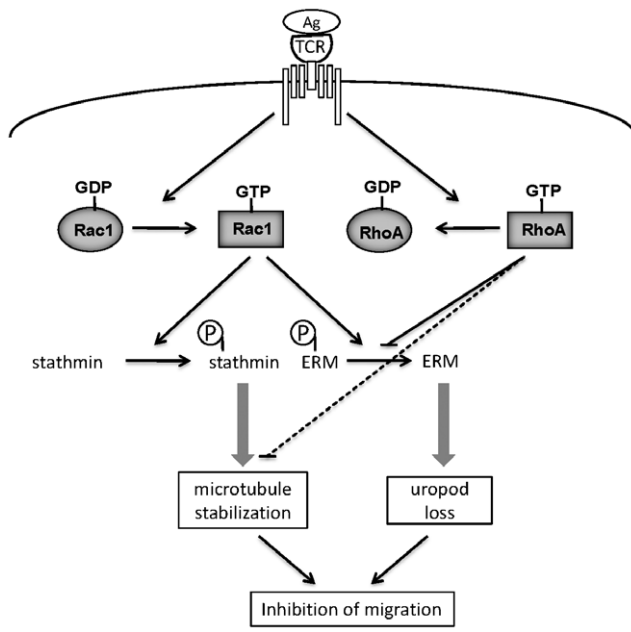 Ag
TCR
GDP
GTP
GDP
GTP
Rac1
Rac1
RhoA
RhoA
P
P
stathmin
stathmin
ERM
ERM
microtubule
stabilization
uropod
loss
Inhibition of migration